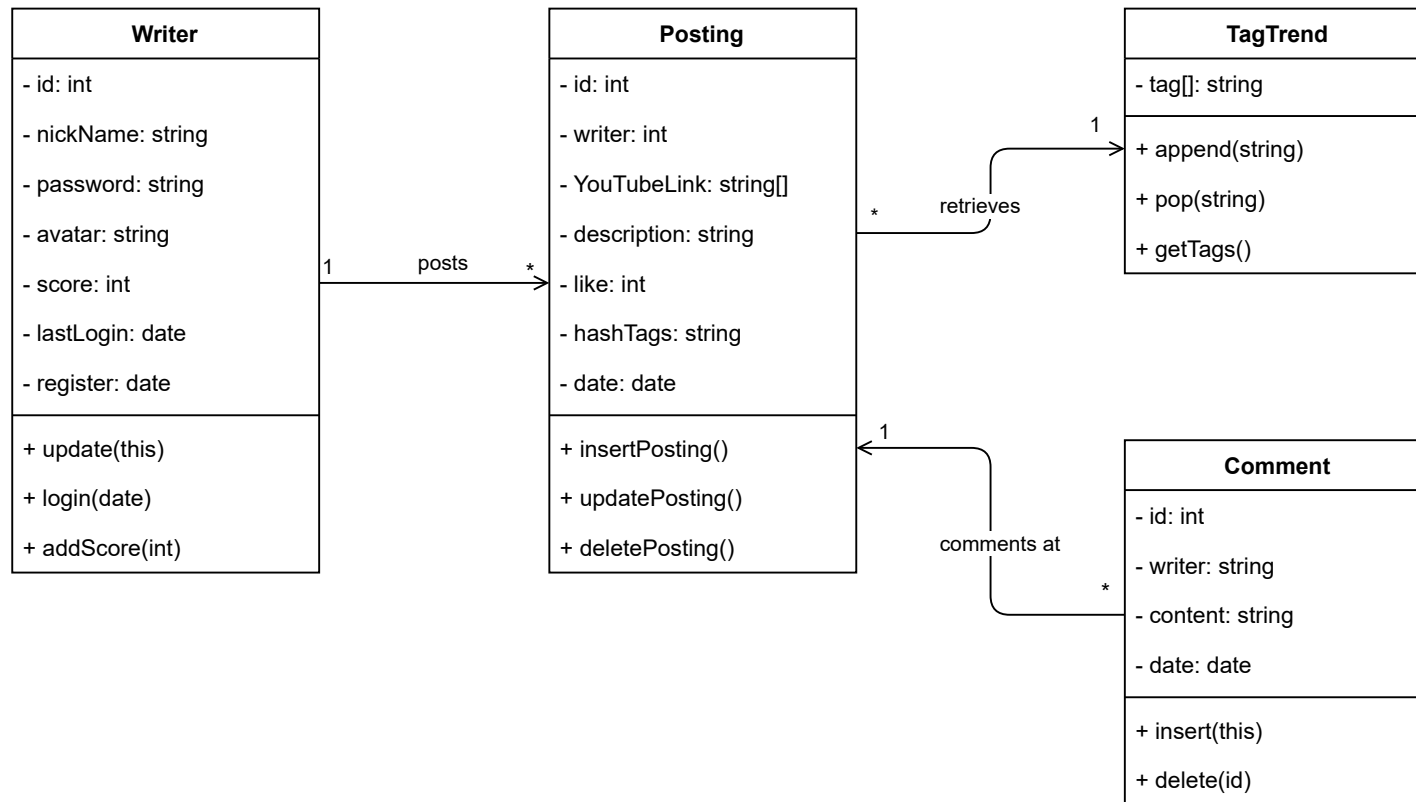 Writer
- id: int
- nickName: string
- password: string
- avatar: string
- score: int
- lastLogin: date
- register: date
+ update(this)
+ login(date)
+ addScore(int)
1
posts
*
Posting
- id: int
- writer: int
- YouTubeLink: string[]
- description: string
- like: int
- hashTags: string
- date: date
+ insertPosting()
+ updatePosting()
+ deletePosting()
*
retrieves
1
TagTrend
- tag[]: string
+ append(string)
+ pop(string)
+ getTags()
1
comments at
*
Comment
- id: int
- writer: string
- content: string
- date: date
+ insert(this)
+ delete(id)